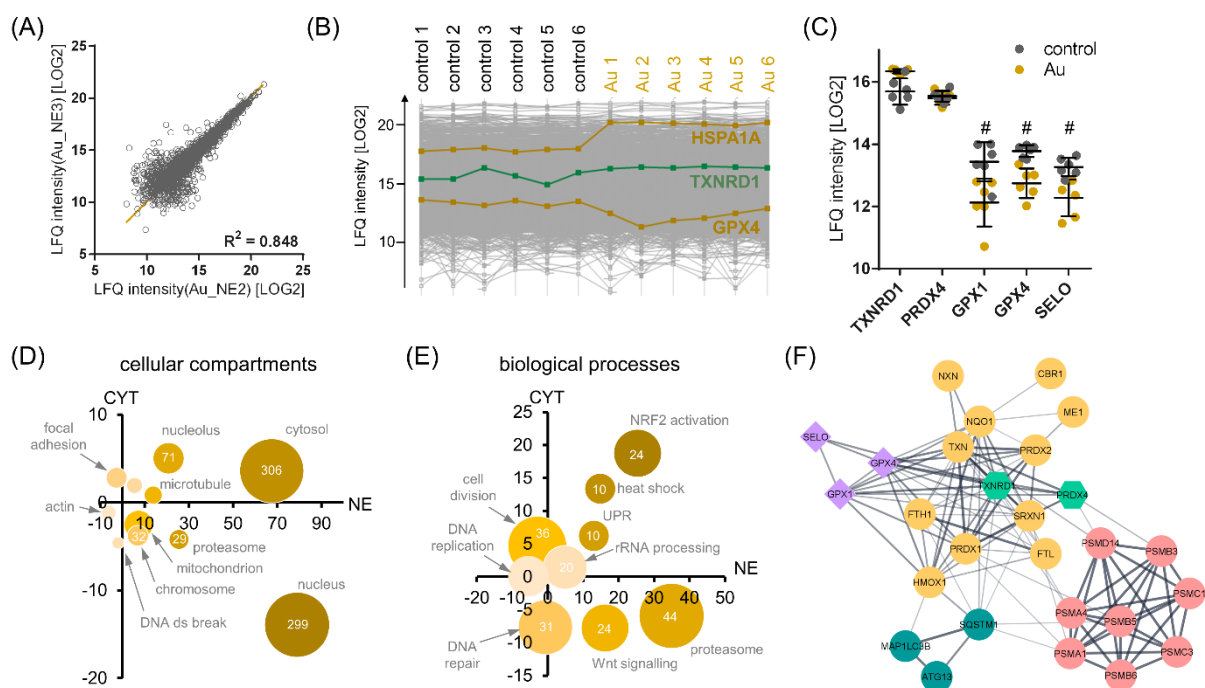 (A)
LFQ intensity(Au_NE3) [LOG2]
25
20
15
10
5
5 10 15 20 25
R² = 0.848
LFQ intensity(Au_NE2) [LOG2]
(B)
control 1
control 2
control 3
control 4
control 5
control 6
Au 1
Au 2
Au 3
Au 4
Au 5
Au 6
LFQ intensity [LOG2]
20
15
10
HSPA1A
TXNRD1
GPX4
(C)
control
Au
LFQ intensity [LOG2]
16
14
12
10
# # #
TXNRD1
PRDX4
GPX1
GPX4
SELO
(D) cellular compartments
CYT
10
0
-10
-20
focal
adhesion
nucleolus
71
cytosol
306
microtubule
NE
actin
-10 10 30 50 70 90
32
29
proteasome
mitochondrion
chromosome
DNA ds break
nucleus
299
(E) biological processes
CYT
25
20
15
10
5
0
-5
-10
-15
NRF2 activation
24
10
heat shock
cell
division
36
UPR
10
DNA
replication
20
rRNA processing
NE
-20 -10 0 10 20 30 40 50
31
24
44
DNA
repair
Wnt signalling
proteasome
(F)
NXN
CBR1
NQO1
ME1
SELO
TXN
PRDX2
GPX4
TXNRD1
PRDX4
GPX1
FTH1
SRXN1
PRDX1
FTL
PSMD14
PSMB3
HMOX1
PSMC1
PSMA4
PSMB5
SQSTM1
MAP1LC3B
PSMA1
PSMC3
ATG13
PSMB6